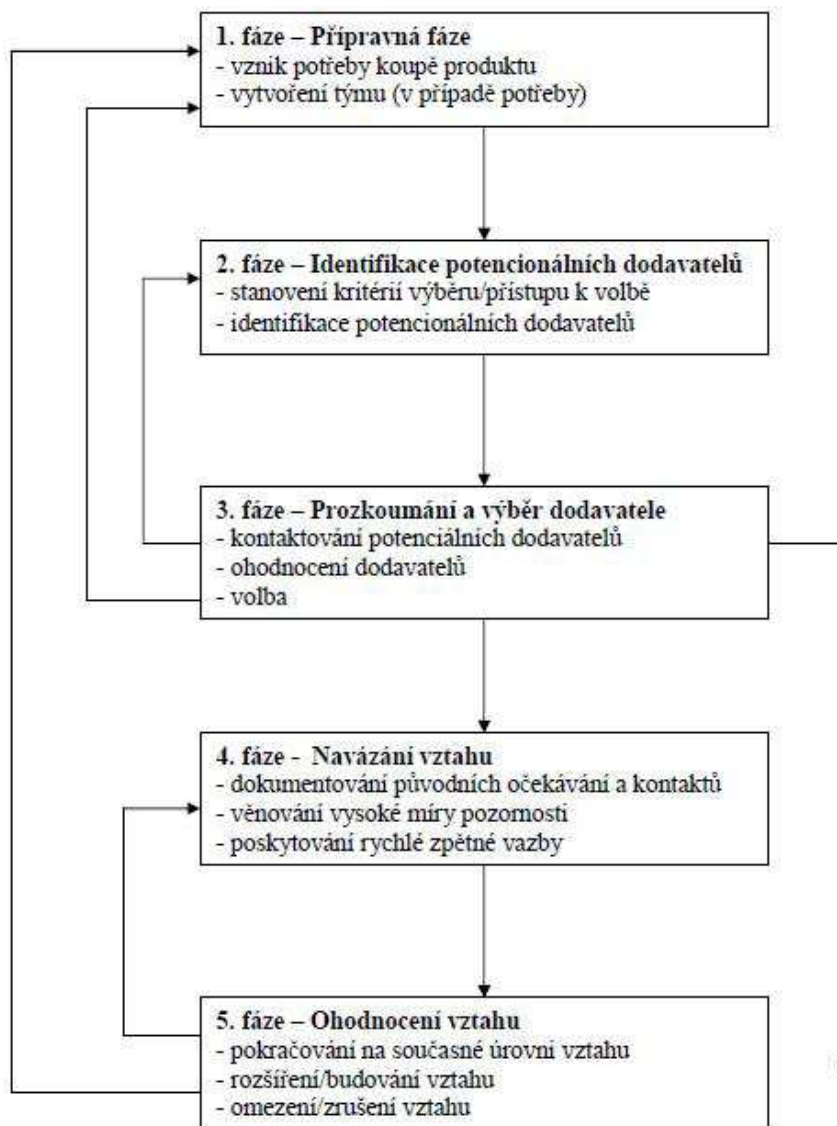 1. fáze – Přípravná fáze
- vznik potřeby koupě produktu
- vytvoření týmu (v případě potřeby)
2. fáze – Identifikace potencionálních dodavatelů
- stanovení kritérií výběru/přístupu k volbě
- identifikace potencionálních dodavatelů
3. fáze – Prozkoumání a výběr dodavatele
- kontaktování potenciálních dodavatelů
- ohodnocení dodavatelů
- volba
4. fáze - Navázání vztahu
- dokumentování původních očekávání a kontaktů
- věnování vysoké míry pozornosti
- poskytování rychlé zpětné vazby
5. fáze – Ohodnocení vztahu
- pokračování na současné úrovni vztahu
- rozšíření/budování vztahu
- omezení/zrušení vztahu